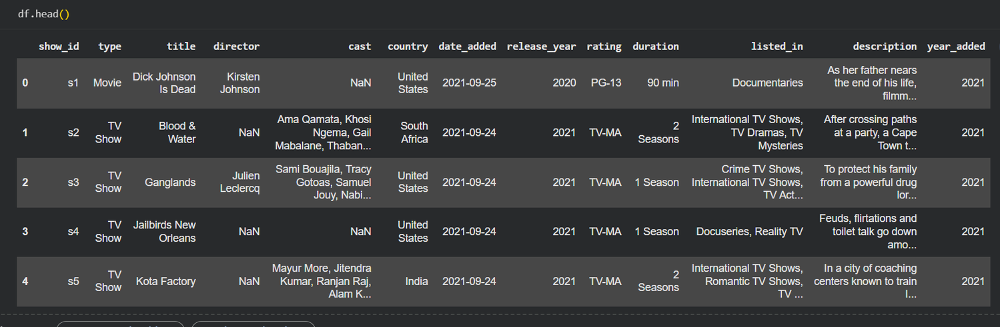 df.head()
show_id type title director cast country date_added release_year rating duration listed_in description year_added
0 s1 Movie Dick Johnson Is Dead Kirsten Johnson NaN United States 2021-09-25 2020 PG-13 90 min Documentaries As her father nears the end of his life, filmm... 2021
1 s2 TV Show Blood & Water NaN Ama Qamata, Khosi Ngema, Gail Mabalane, Thaban... South Africa 2021-09-24 2021 TV-MA 2 Seasons International TV Shows, TV Dramas, TV Mysteries After crossing paths at a party, a Cape Town t... 2021
2 s3 TV Show Ganglands Julien Leclercq Sami Bouajila, Tracy Gotoas, Samuel Jouy, Nabi... United States 2021-09-24 2021 TV-MA 1 Season Crime TV Shows, International TV Shows, TV Act... To protect his family from a powerful drug lor... 2021
3 s4 TV Show Jailbirds New Orleans NaN NaN United States 2021-09-24 2021 TV-MA 1 Season Docuseries, Reality TV Feuds, flirtations and toilet talk go down amo... 2021
4 s5 TV Show Kota Factory NaN Mayur More, Jitendra Kumar, Ranjan Raj, Alam K... India 2021-09-24 2021 TV-MA 2 Seasons International TV Shows, Romantic TV Shows, TV ... In a city of coaching centers known to train I... 2021